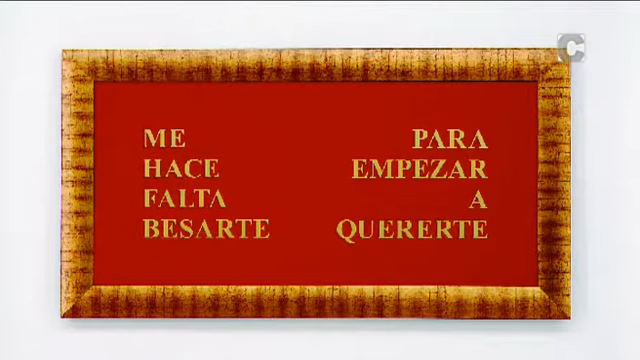 C
ME
HACE
FALTA
BESARTE
PARA
EMPEZAR
A
QUERERTE